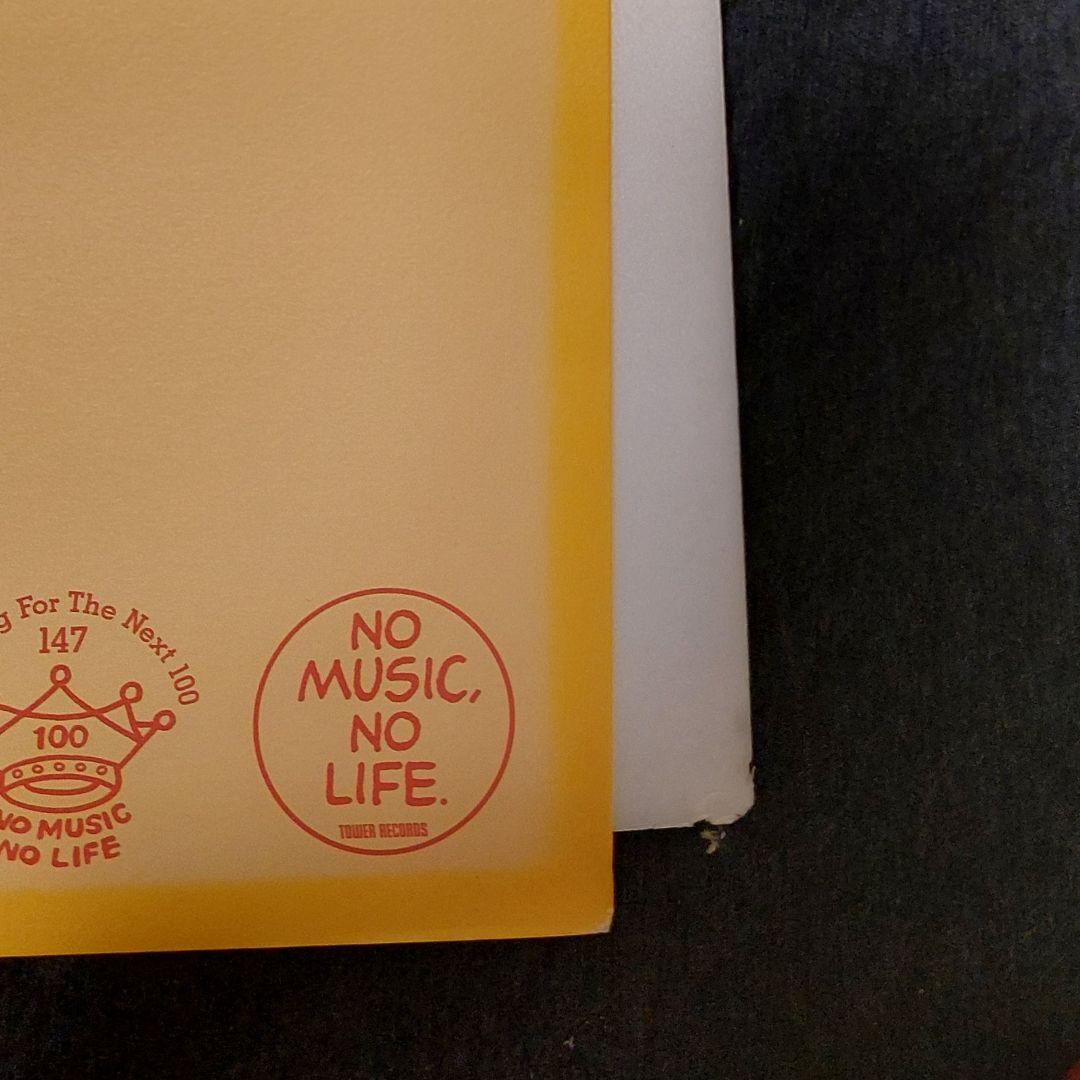 g For The Next 100
147
100
NO MUSIC
NO LIFE
NO
MUSIC,
NO
LIFE.
TOWER RECORDS